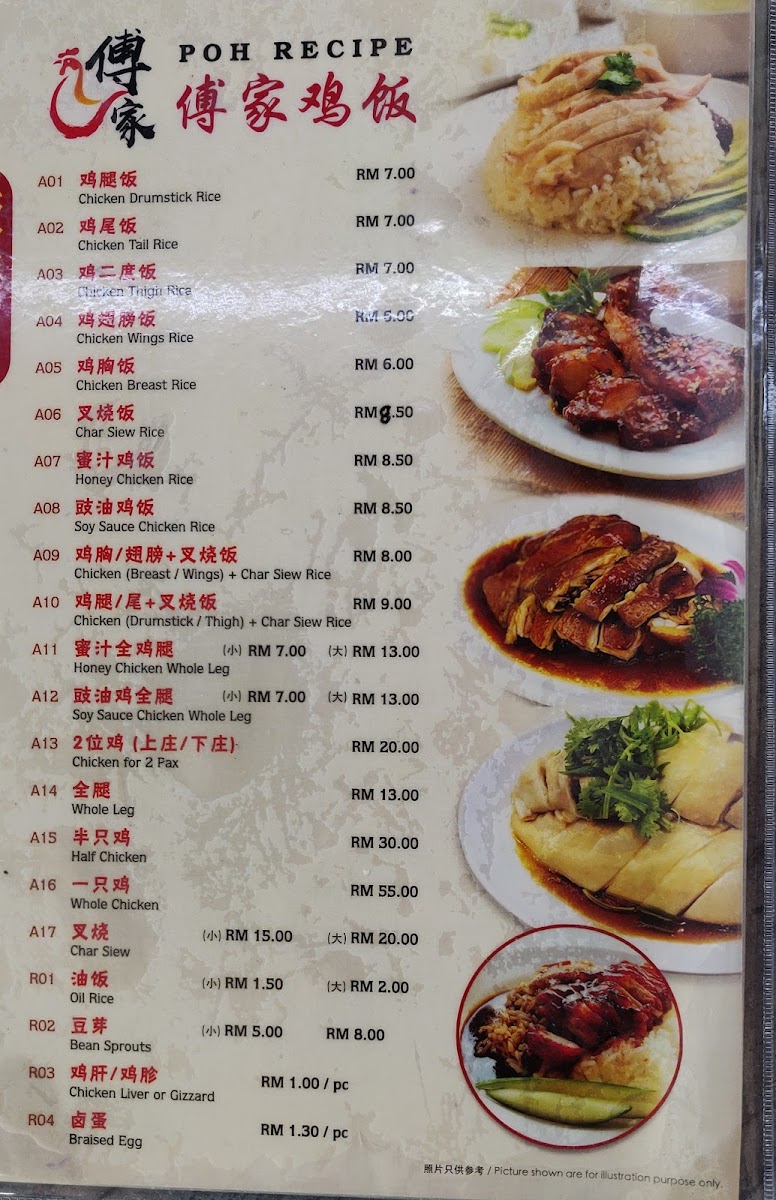 傅家
POH RECIPE
傅家鸡饭
A01 鸡腿饭 RM 7.00
Chicken Drumstick Rice
A02 鸡尾饭 RM 7.00
Chicken Tail Rice
A03 鸡二度饭 RM 7.00
Chicken Thigh Rice
A04 鸡翅膀饭 RM 6.00
Chicken Wings Rice
A05 鸡胸饭 RM 6.00
Chicken Breast Rice
A06 叉烧饭 RM 8.50
Char Siew Rice
A07 蜜汁鸡饭 RM 8.50
Honey Chicken Rice
A08 豉油鸡饭 RM 8.50
Soy Sauce Chicken Rice
A09 鸡胸/翅膀+叉烧饭 RM 8.00
Chicken (Breast / Wings) + Char Siew Rice
A10 鸡腿/尾+叉烧饭 RM 9.00
Chicken (Drumstick / Thigh) + Char Siew Rice
A11 蜜汁全鸡腿 (小) RM 7.00 (大) RM 13.00
Honey Chicken Whole Leg
A12 豉油鸡全腿 (小) RM 7.00 (大) RM 13.00
Soy Sauce Chicken Whole Leg
A13 2位鸡 (上庄/下庄) RM 20.00
Chicken for 2 Pax
A14 全腿 RM 13.00
Whole Leg
A15 半只鸡 RM 30.00
Half Chicken
A16 一只鸡 RM 55.00
Whole Chicken
A17 叉烧 (小) RM 15.00 (大) RM 20.00
Char Siew
R01 油饭 (小) RM 1.50 (大) RM 2.00
Oil Rice
R02 豆芽 (小) RM 5.00 RM 8.00
Bean Sprouts
R03 鸡肝/鸡胗 RM 1.00 / pc
Chicken Liver or Gizzard
R04 卤蛋 RM 1.30 / pc
Braised Egg
照片只供参考 / Picture shown are for illustration purpose only.